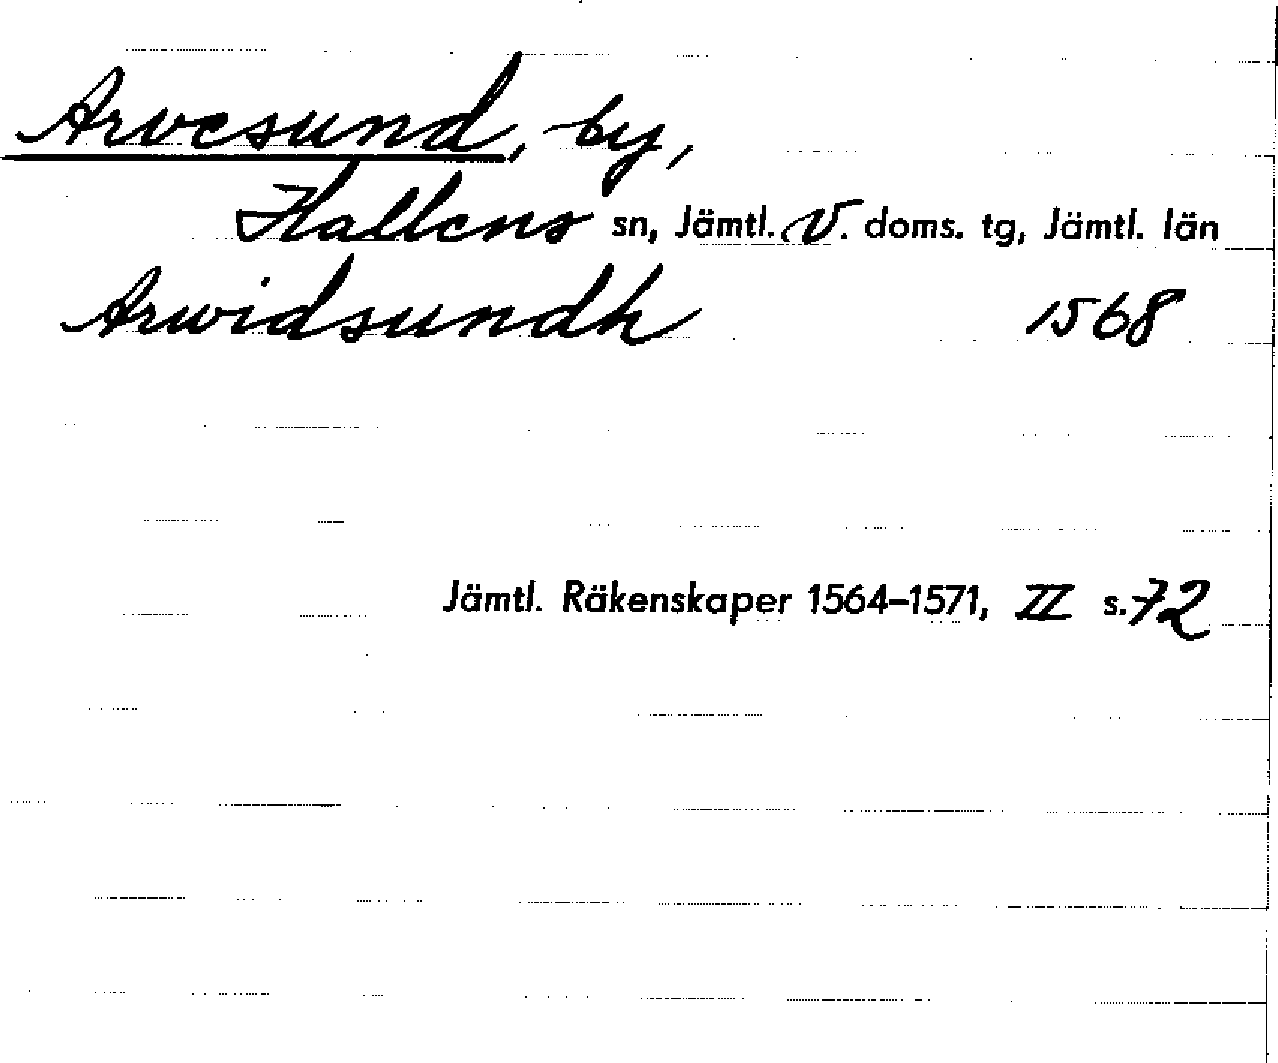 Arvesund, by,
Hallens sn, Jämtl. V. doms. tg, Jämtl. län
Arwidsundh 1568
Jämtl. Räkenskaper 1564–1571, II s. 72